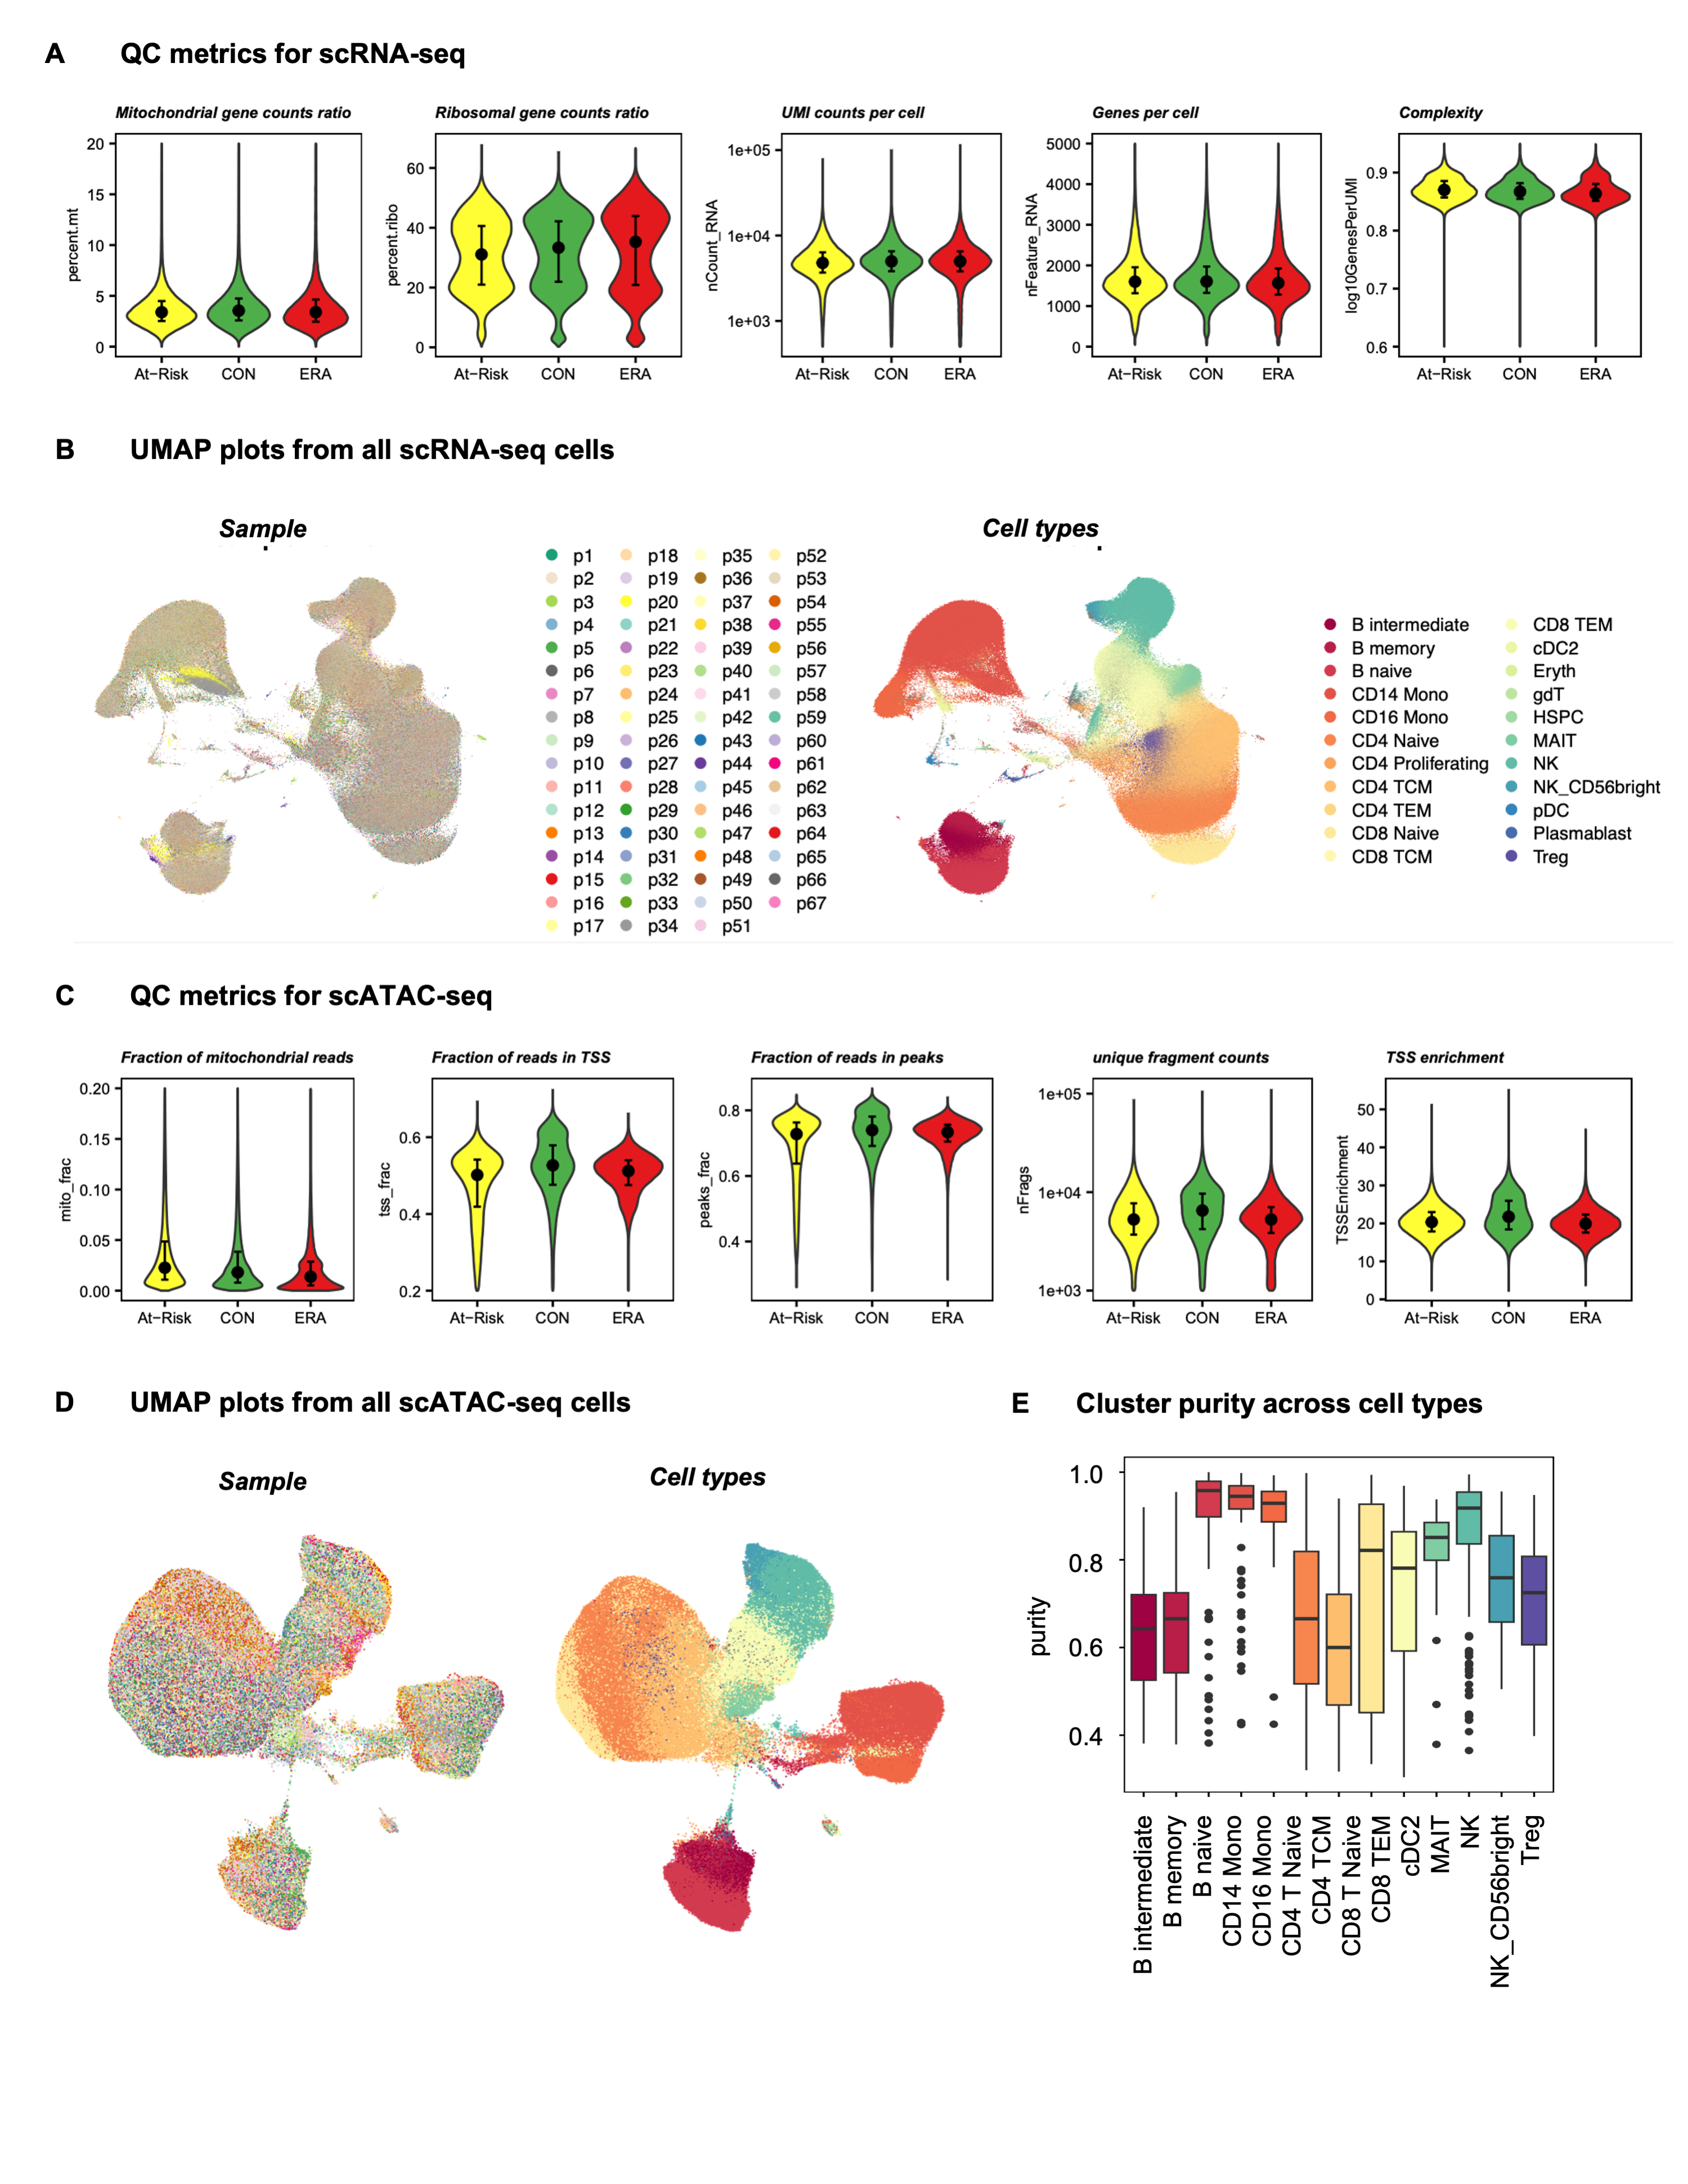 A QC metrics for scRNA-seq
Mitochondrial gene counts ratio
percent.mt
20
15
10
5
0
At−Risk CON ERA
Ribosomal gene counts ratio
percent.ribo
60
40
20
0
At−Risk CON ERA
UMI counts per cell
nCount_RNA
1e+05
1e+04
1e+03
At−Risk CON ERA
Genes per cell
nFeature_RNA
5000
4000
3000
2000
1000
0
At−Risk CON ERA
Complexity
log10GenesPerUMI
0.9
0.8
0.7
0.6
At−Risk CON ERA
B UMAP plots from all scRNA-seq cells
Sample
p1 p18 p35 p52
p2 p19 p36 p53
p3 p20 p37 p54
p4 p21 p38 p55
p5 p22 p39 p56
p6 p23 p40 p57
p7 p24 p41 p58
p8 p25 p42 p59
p9 p26 p43 p60
p10 p27 p44 p61
p11 p28 p45 p62
p12 p29 p46 p63
p13 p30 p47 p64
p14 p31 p48 p65
p15 p32 p49 p66
p16 p33 p50 p67
p17 p34 p51
Cell types
B intermediate CD8 TEM
B memory cDC2
B naive Eryth
CD14 Mono gdT
CD16 Mono HSPC
CD4 Naive MAIT
CD4 Proliferating NK
CD4 TCM NK_CD56bright
CD4 TEM pDC
CD8 Naive Plasmablast
CD8 TCM Treg
C QC metrics for scATAC-seq
Fraction of mitochondrial reads
mito_frac
0.20
0.15
0.10
0.05
0.00
At−Risk CON ERA
Fraction of reads in TSS
tss_frac
0.6
0.4
0.2
At−Risk CON ERA
Fraction of reads in peaks
peaks_frac
0.8
0.6
0.4
At−Risk CON ERA
unique fragment counts
nFrags
1e+05
1e+04
1e+03
At−Risk CON ERA
TSS enrichment
TSSEnrichment
50
40
30
20
10
0
At−Risk CON ERA
D UMAP plots from all scATAC-seq cells
Sample
Cell types
E Cluster purity across cell types
purity
1.0
0.8
0.6
0.4
B intermediate
B memory
B naive
CD14 Mono
CD16 Mono
CD4 T Naive
CD4 TCM
CD8 T Naive
CD8 TEM
cDC2
MAIT
NK
NK_CD56bright
Treg